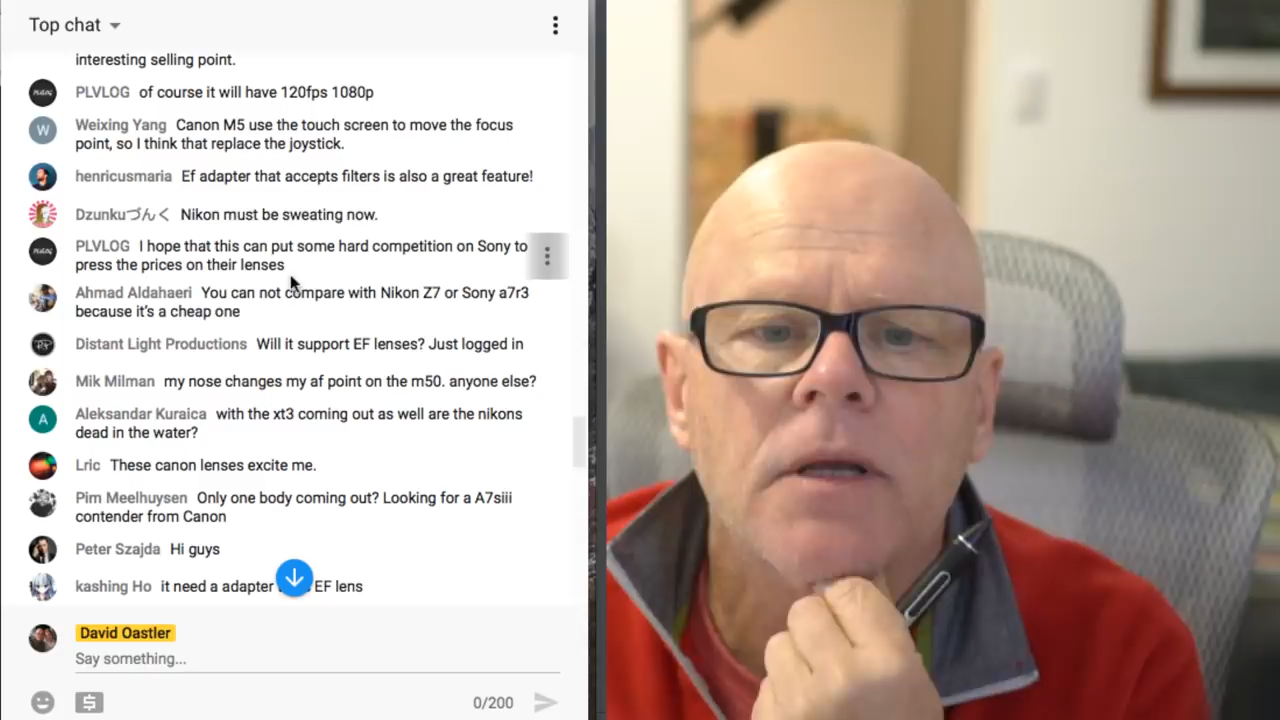 Top chat
interesting selling point.
PLVLOG of course it will have 120fps 1080p
Weixing Yang Canon M5 use the touch screen to move the focus
point, so I think that replace the joystick.
henricusmaria Ef adapter that accepts filters is also a great feature!
Dzunkuづんく Nikon must be sweating now.
PLVLOG I hope that this can put some hard competition on Sony to
press the prices on their lenses
Ahmad Aldahaeri You can not compare with Nikon Z7 or Sony a7r3
because it's a cheap one
Distant Light Productions Will it support EF lenses? Just logged in
Mik Milman my nose changes my af point on the m50. anyone else?
Aleksandar Kuraica with the xt3 coming out as well are the nikons
dead in the water?
Lric These canon lenses excite me.
Pim Meelhuysen Only one body coming out? Looking for a A7siii
contender from Canon
Peter Szajda Hi guys
kashing Ho it need a adapter EF lens
David Oastler
Say something...
0/200